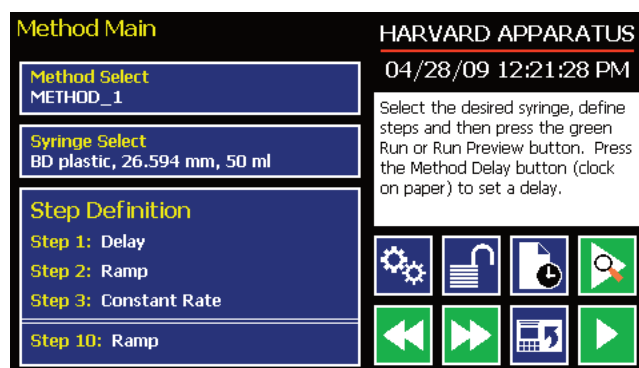 Method Main
Method Select
METHOD_1
Syringe Select
BD plastic, 26.594 mm, 50 ml
Step Definition
Step 1: Delay
Step 2: Ramp
Step 3: Constant Rate
Step 10: Ramp
HARVARD APPARATUS
04/28/09 12:21:28 PM
Select the desired syringe, define
steps and then press the green
Run or Run Preview button. Press
the Method Delay button (clock
on paper) to set a delay.